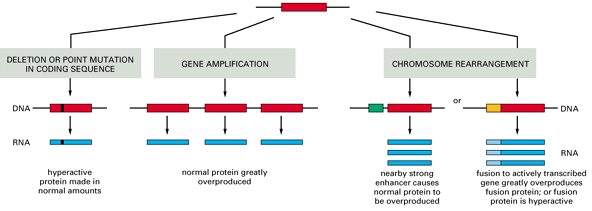 DELETION OR POINT MUTATION
IN CODING SEQUENCE
GENE AMPLIFICATION
CHROMOSOME REARRANGEMENT
DNA
or
DNA
RNA
RNA
hyperactive
protein made in
normal amounts
normal protein greatly
overproduced
nearby strong
enhancer causes
normal protein to
be overproduced
fusion to actively transcribed
gene greatly overproduces
fusion protein; or fusion
protein is hyperactive